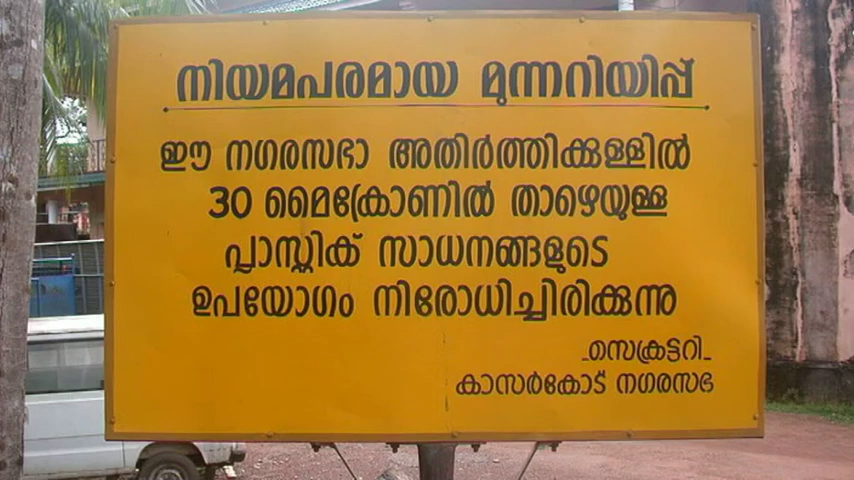 നിയമപരമായ മുന്നറിയിപ്പ്
ഈ നഗരസഭാ അതിർത്തിക്കുള്ളിൽ
30 മൈക്രോണിൽ താഴെയുള്ള
പ്ലാസ്റ്റിക് സാധനങ്ങളുടെ
ഉപയോഗം നിരോധിച്ചിരിക്കുന്നു
-സെക്രട്ടറി-
കാസർകോട് നഗരസഭ